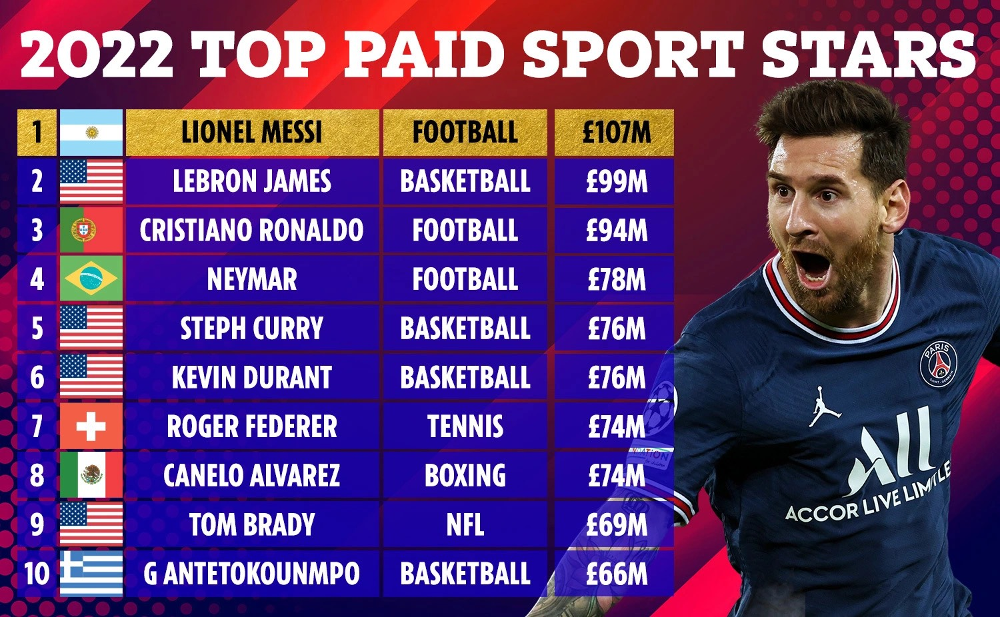 2022 TOP PAID SPORT STARS
1 LIONEL MESSI FOOTBALL £107M
2 LEBRON JAMES BASKETBALL £99M
3 CRISTIANO RONALDO FOOTBALL £94M
4 NEYMAR FOOTBALL £78M
5 STEPH CURRY BASKETBALL £76M
6 KEVIN DURANT BASKETBALL £76M
7 ROGER FEDERER TENNIS £74M
8 CANELO ALVAREZ BOXING £74M
9 TOM BRADY NFL £69M
10 G ANTETOKOUNMPO BASKETBALL £66M
PARIS
SAINT-GERMAIN
ALL
ACCOR LIVE LIMITLE